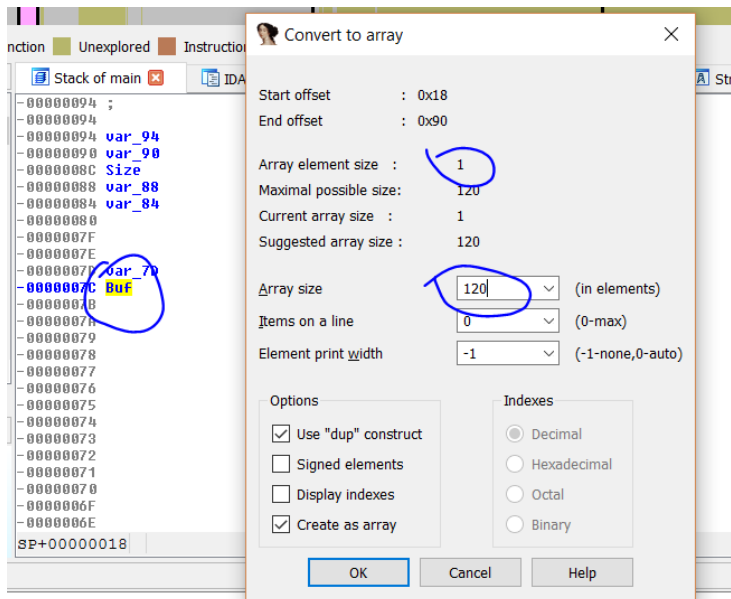 Convert to array
nction Unexplored Instruction
Stack of main IDA Str
-00000094 ;
-00000094
-00000094 var_94
-00000090 var_90
-0000008C Size
-00000088 var_88
-00000084 var_84
-00000080
-0000007F
-0000007E
-0000007D var_7D
-0000007C Buf
-0000007B
-0000007A
-00000079
-00000078
-00000077
-00000076
-00000075
-00000074
-00000073
-00000072
-00000071
-00000070
-0000006F
-0000006E
SP+00000018
Start offset : 0x18
End offset : 0x90
Array element size : 1
Maximal possible size: 120
Current array size : 1
Suggested array size : 120
Array size 120 (in elements)
Items on a line 0 (0-max)
Element print width -1 (-1-none,0-auto)
Options
Use "dup" construct
Signed elements
Display indexes
Create as array
Indexes
Decimal
Hexadecimal
Octal
Binary
OK Cancel Help